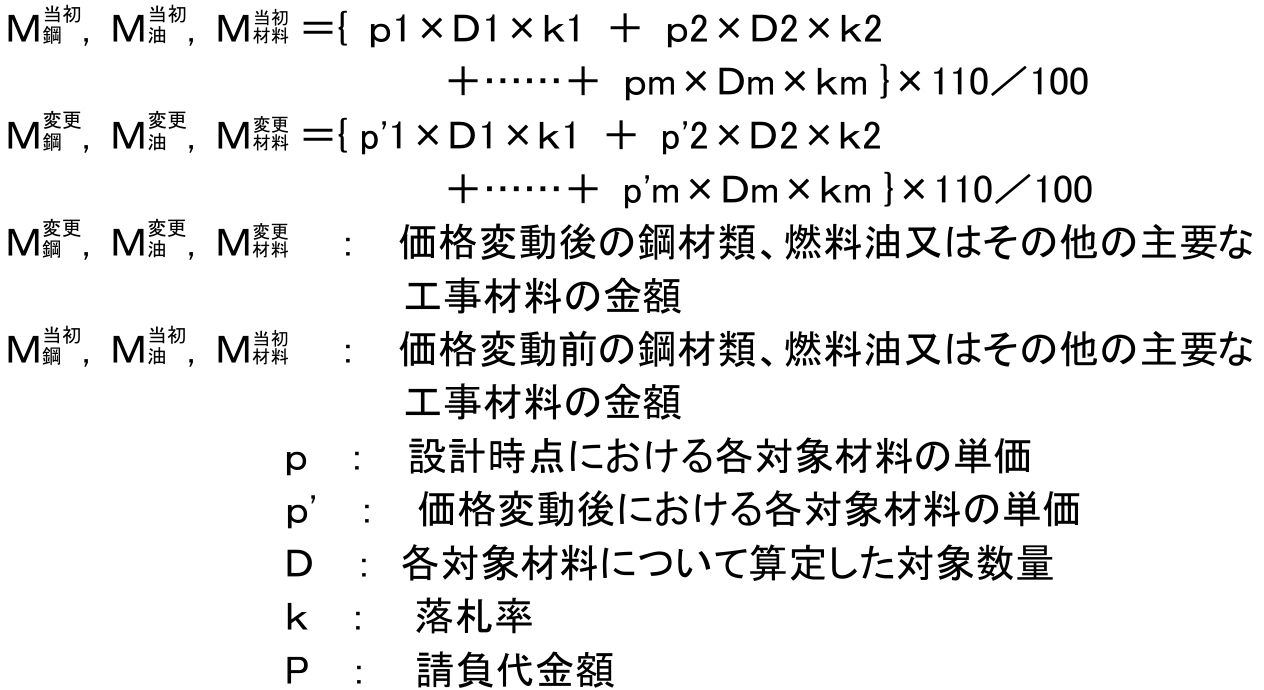 M当初鋼，M当初油，M当初材料＝{ p1×D1×k1 ＋ p2×D2×k2
＋……＋ pm×Dm×km }×110／100
M変更鋼，M変更油，M変更材料＝{ p’1×D1×k1 ＋ p’2×D2×k2
＋……＋ p’m×Dm×km }×110／100
M変更鋼，M変更油，M変更材料 ： 価格変動後の鋼材類、燃料油又はその他の主要な
工事材料の金額
M当初鋼，M当初油，M当初材料 ： 価格変動前の鋼材類、燃料油又はその他の主要な
工事材料の金額
p ： 設計時点における各対象材料の単価
p’ ： 価格変動後における各対象材料の単価
D ： 各対象材料について算定した対象数量
k ： 落札率
P ： 請負代金額